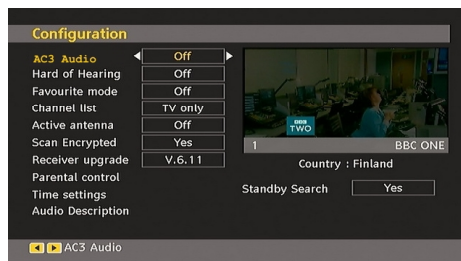 Configuration
AC3 Audio Off
Hard of Hearing Off
Favourite mode Off
Channel list TV only
Active antenna Off
Scan Encrypted Yes
Receiver upgrade V.6.11
Parental control
Time settings
Audio Description
BBC
TWO
1 BBC ONE
Country : Finland
Standby Search Yes
AC3 Audio